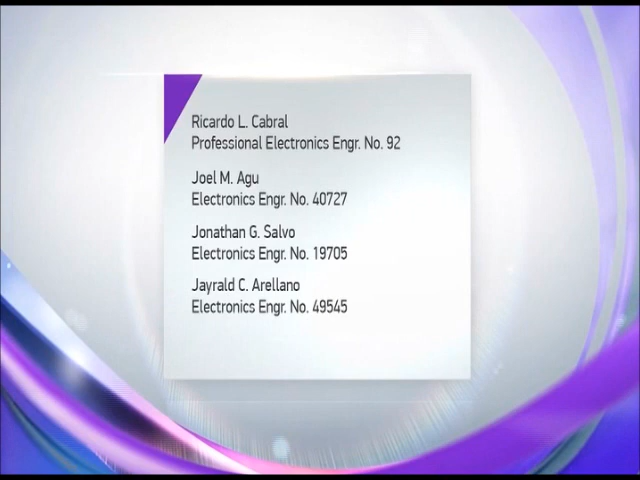 Ricardo L. Cabral
Professional Electronics Engr. No. 92
Joel M. Agu
Electronics Engr. No. 40727
Jonathan G. Salvo
Electronics Engr. No. 19705
Jayrald C. Arellano
Electronics Engr. No. 49545